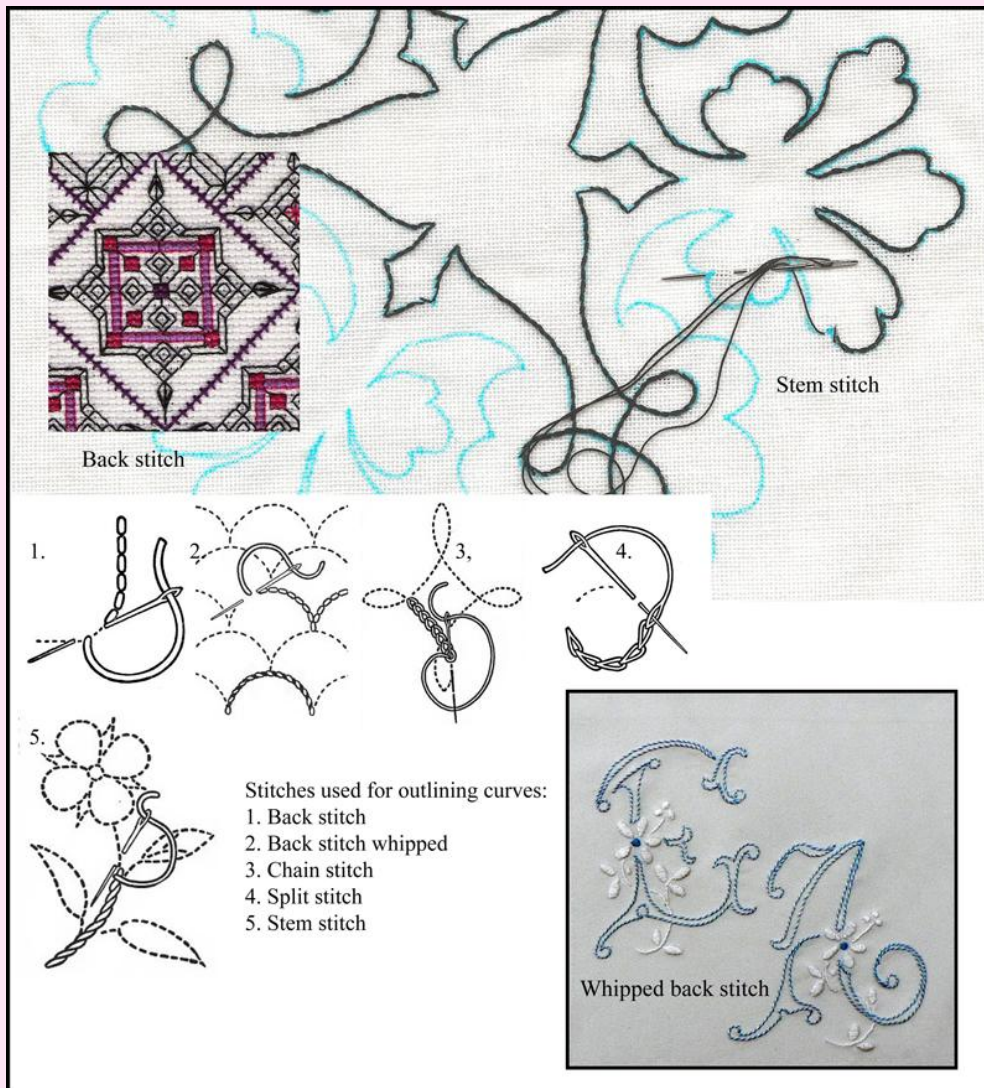 Stem stitch
Back stitch
1.
2.
3,
4.
5.
Stitches used for outlining curves:
1. Back stitch
2. Back stitch whipped
3. Chain stitch
4. Split stitch
5. Stem stitch
Whipped back stitch